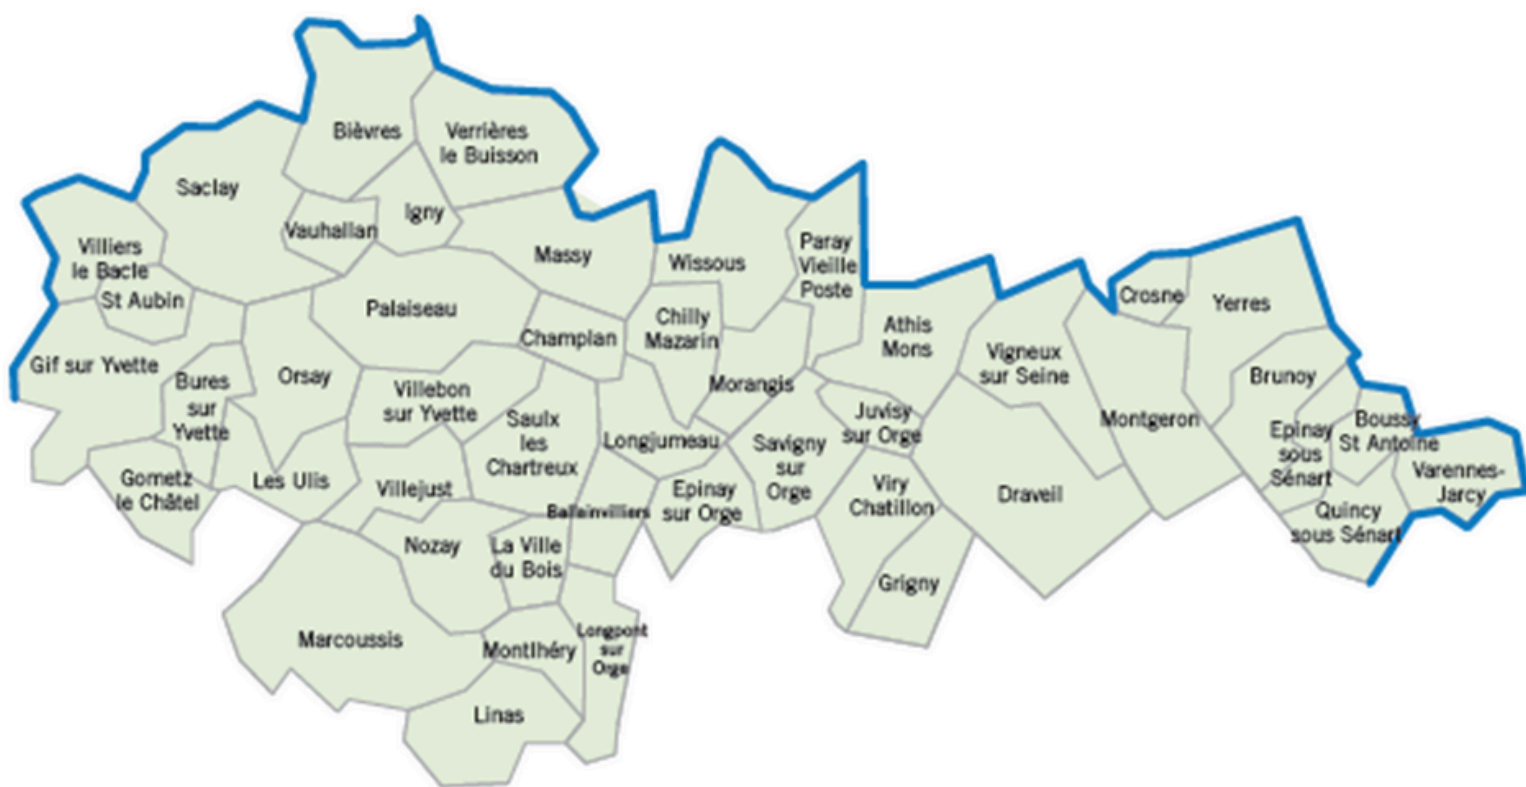 Bièvres
Verrières
le Buisson
Saclay
Igny
Vauhallan
Villiers
le Bacle
St Aubin
Massy
Wissous
Paray
Vieille
Poste
Palaiseau
Champlan
Chilly
Mazarin
Athis
Mons
Crosne
Yerres
Gif sur Yvette
Bures
sur
Yvette
Orsay
Villebon
sur Yvette
Saulx
les
Chartreux
Morangis
Vigneux
sur Seine
Brunoy
Longjumeau
Savigny
sur
Orge
Juvisy
sur Orge
Montgeron
Epinay
sous
Sénart
Boussy
St Antoine
Varennes-
Jarcy
Gometz
le Châtel
Les Ulis
Villejust
Ballainvilliers
Epinay
sur Orge
Viry
Chatillon
Draveil
Quincy
sous Sénart
Nozay
La Ville
du Bois
Grigny
Marcoussis
Montlhéry
Longpont
sur
Orge
Linas